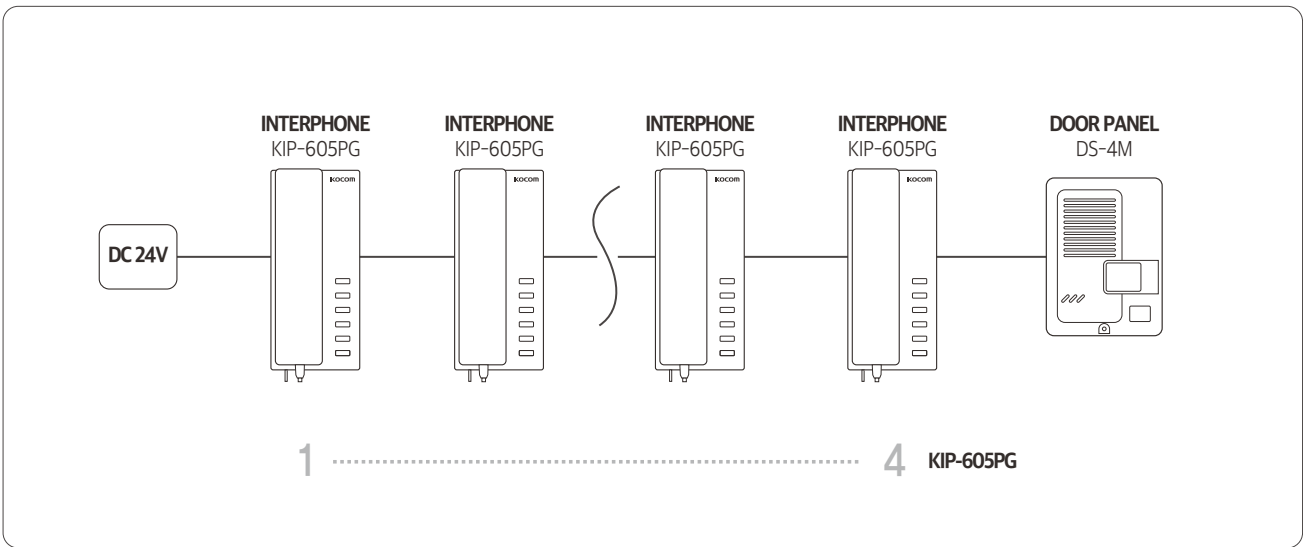 INTERPHONE
KIP-605PG
INTERPHONE
KIP-605PG
INTERPHONE
KIP-605PG
INTERPHONE
KIP-605PG
DOOR PANEL
DS-4M
KOCOM
KOCOM
KOCOM
KOCOM
DC 24V
1 4 KIP-605PG